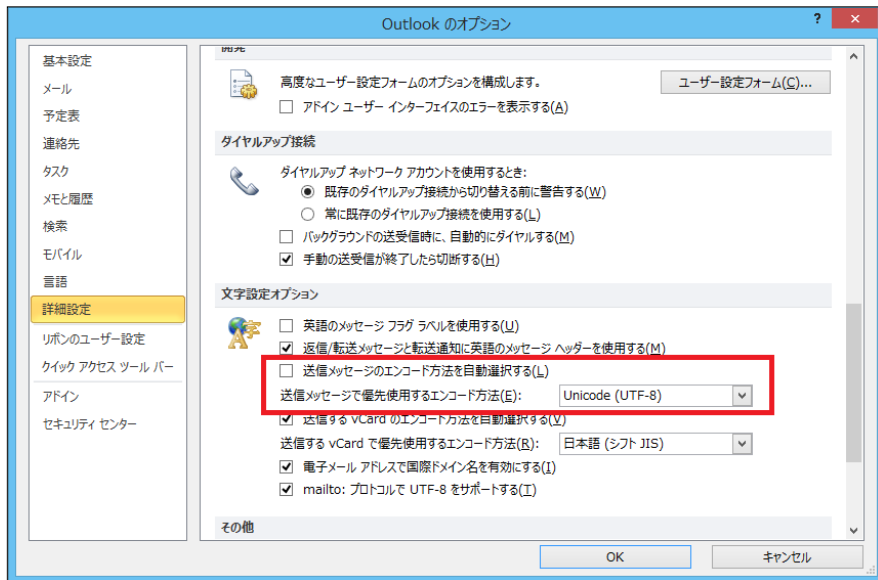 Outlook のオプション
?
×
基本設定
メール
予定表
連絡先
タスク
メモと履歴
検索
モバイル
言語
詳細設定
リボンのユーザー設定
クイック アクセス ツール バー
アドイン
セキュリティ センター
開発
高度なユーザー設定フォームのオプションを構成します。
ユーザー設定フォーム(C)...
アドイン ユーザー インターフェイスのエラーを表示する(A)
ダイヤルアップ接続
ダイヤルアップ ネットワーク アカウントを使用するとき:
既存のダイヤルアップ接続から切り替える前に警告する(W)
常に既存のダイヤルアップ接続を使用する(L)
バックグラウンドの送受信時に、自動的にダイヤルする(M)
手動の送受信が終了したら切断する(H)
文字設定オプション
英語のメッセージ フラグ ラベルを使用する(U)
返信/転送メッセージと転送通知に英語のメッセージ ヘッダーを使用する(M)
送信メッセージのエンコード方法を自動選択する(L)
送信メッセージで優先使用するエンコード方法(E): Unicode (UTF-8)
送信する vCard のエンコード方法を自動選択する(V)
送信する vCard で優先使用するエンコード方法(R): 日本語 (シフト JIS)
電子メール アドレスで国際ドメイン名を有効にする(I)
mailto: プロトコルで UTF-8 をサポートする(T)
その他
OK
キャンセル